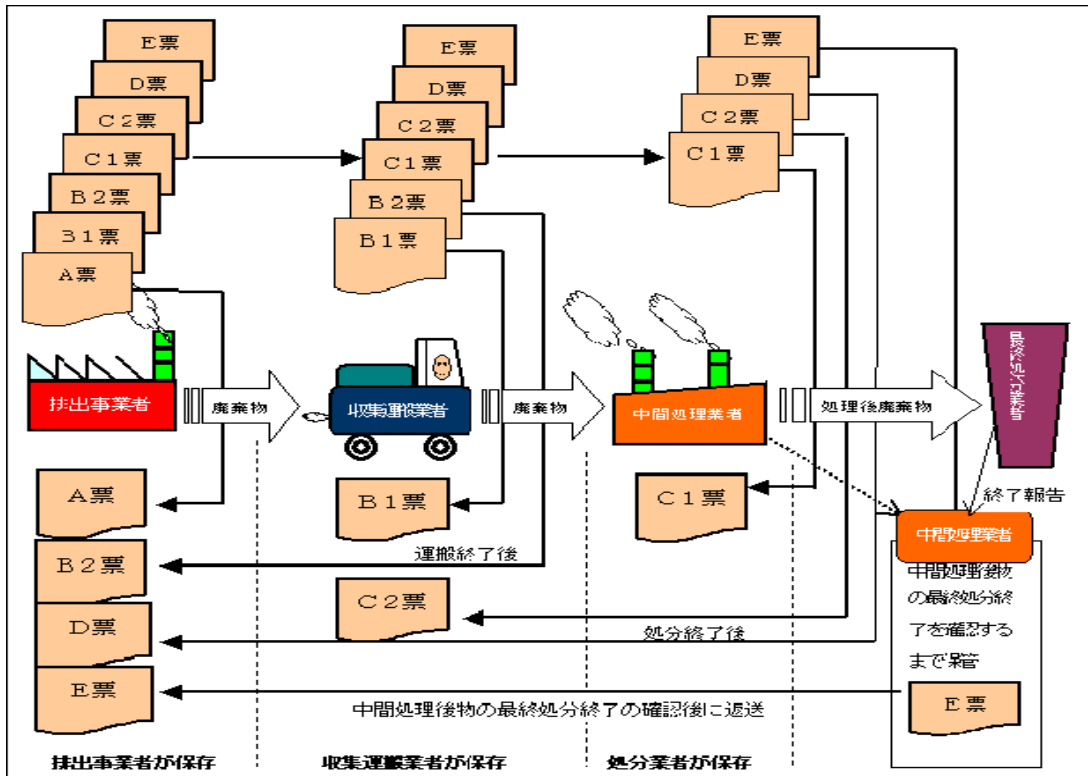 E票
D票
C2票
C1票
B2票
B1票
A票
E票
D票
C2票
C1票
B2票
B1票
E票
D票
C2票
C1票
排出事業者
廃棄物
収集運搬業者
廃棄物
中間処理業者
処理後廃棄物
最終処分業者
A票
B2票
D票
E票
B1票
運搬終了後
C2票
C1票
処分終了後
終了報告
中間処理業者
中間処理後物
の最終処分終
了を確認する
まで保管
E票
中間処理後物の最終処分終了の確認後に返送
排出事業者が保存
収集運搬業者が保存
処分業者が保存